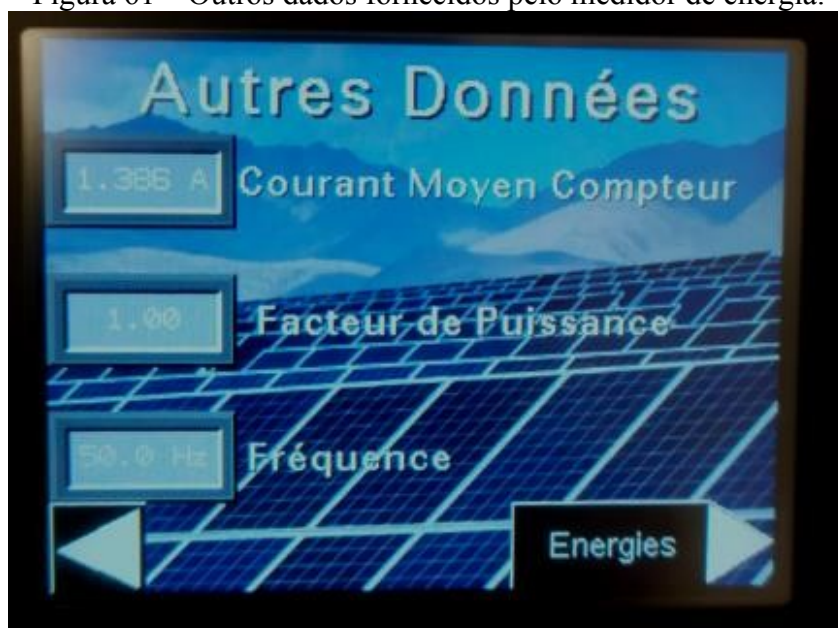 Figura 61 – Outros dados fornecidos pelo medidor de energia.
Autres Données
1.386 A Courant Moyen Compteur
1.00 Facteur de Puissance
50.0 Hz Fréquence
Energies